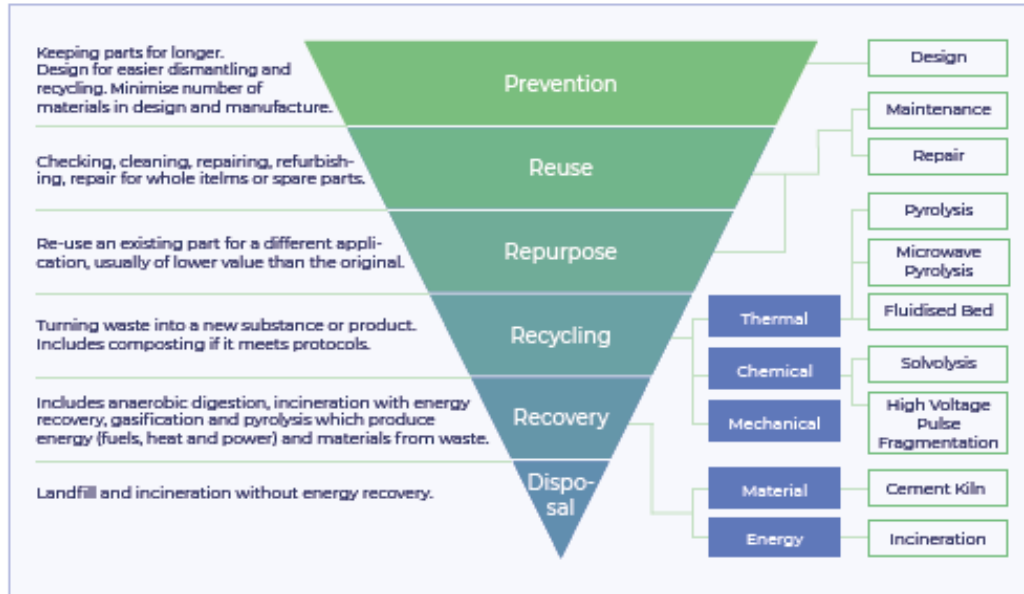 Keeping parts for longer.
Design for easier dismantling and
recycling. Minimise number of
materials in design and manufacture.
Prevention
Design
Checking, cleaning, repairing, refurbish-
ing, repair for whole itelms or spare parts.
Reuse
Maintenance
Repair
Re-use an existing part for a different appli-
cation, usually of lower value than the original.
Repurpose
Turning waste into a new substance or product.
Includes composting if it meets protocols.
Recycling
Thermal
Pyrolysis
Microwave
Pyrolysis
Fluidised Bed
Chemical
Solvolysis
High Voltage
Pulse
Fragmentation
Mechanical
Includes anaerobic digestion, incineration with energy
recovery, gasification and pyrolysis which produce
energy (fuels, heat and power) and materials from waste.
Recovery
Material
Cement Kiln
Energy
Incineration
Landfill and incineration without energy recovery.
Dispo-
sal